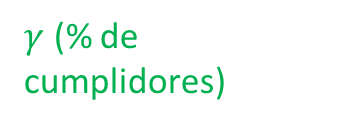 γ (% de
cumplidores)